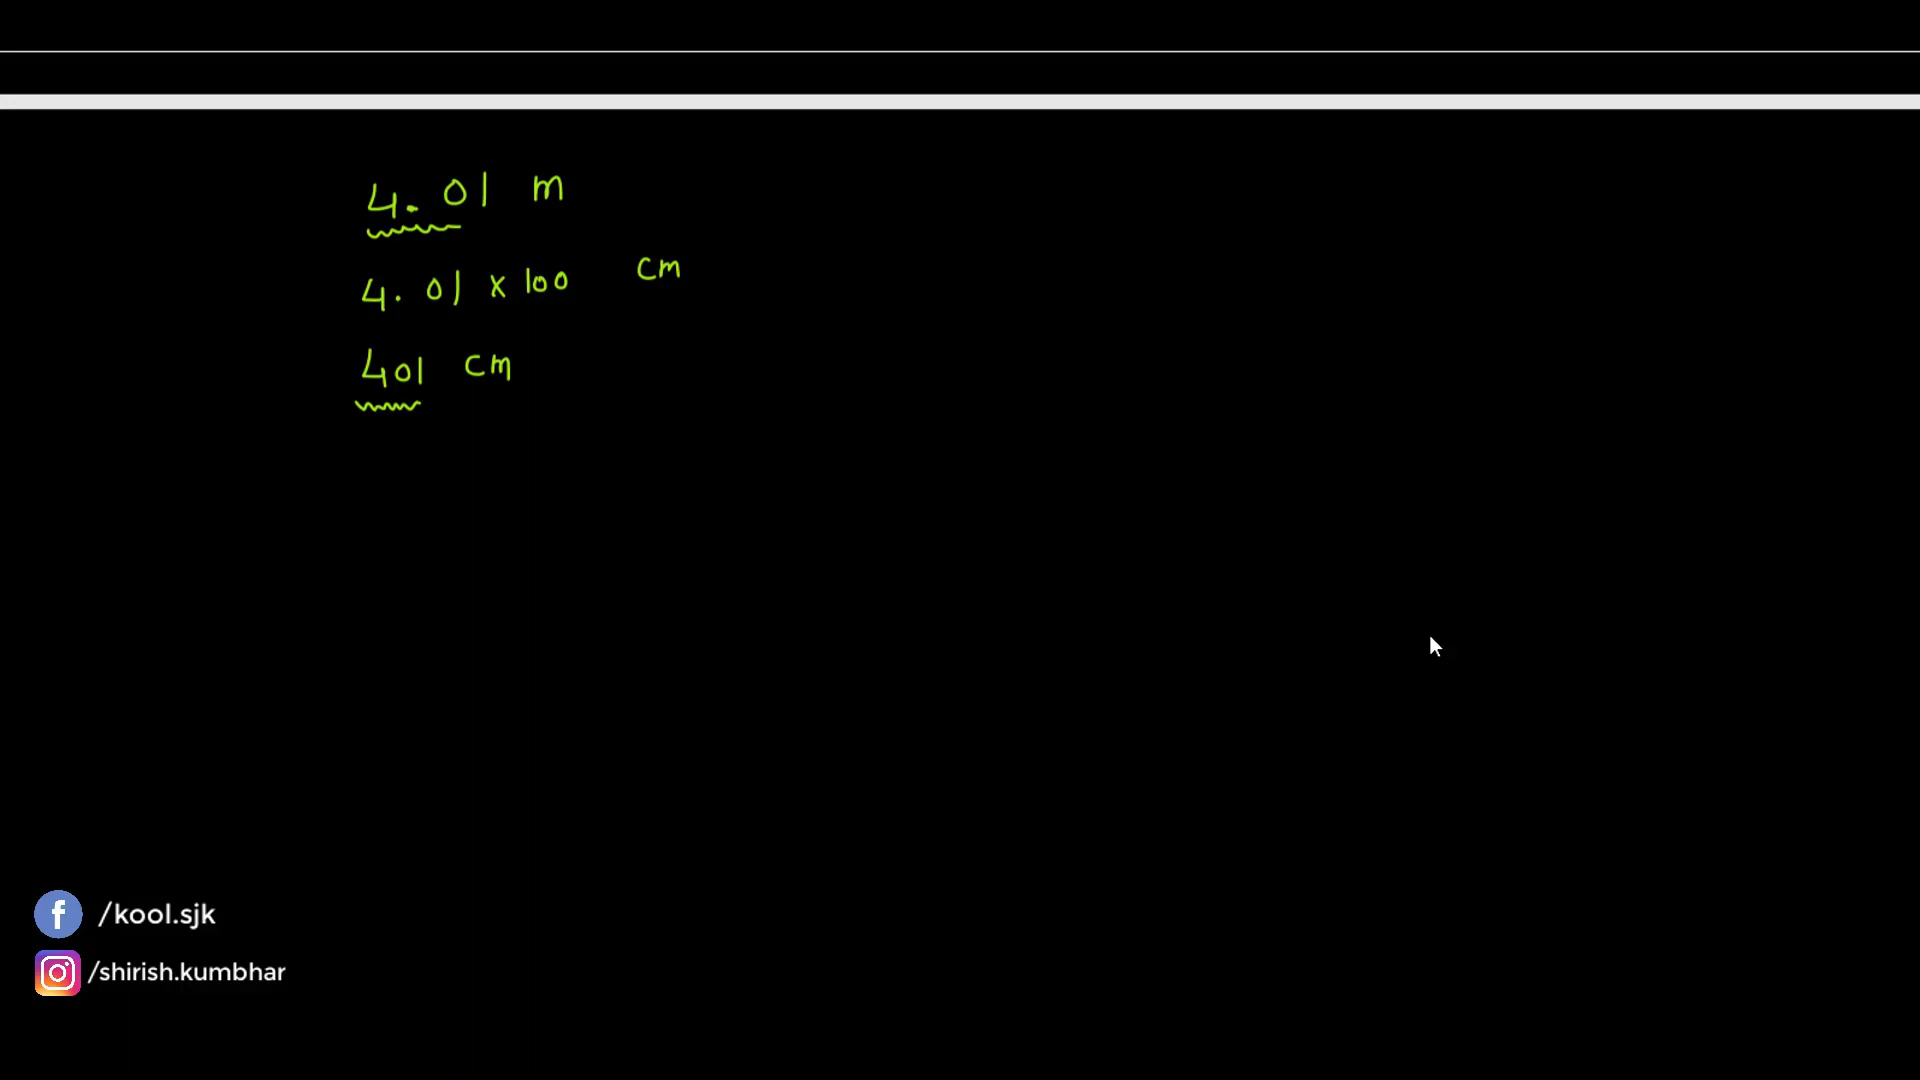 4.01 m
4.01 x 100 cm
401 cm
/kool.sjk
/shirish.kumbhar